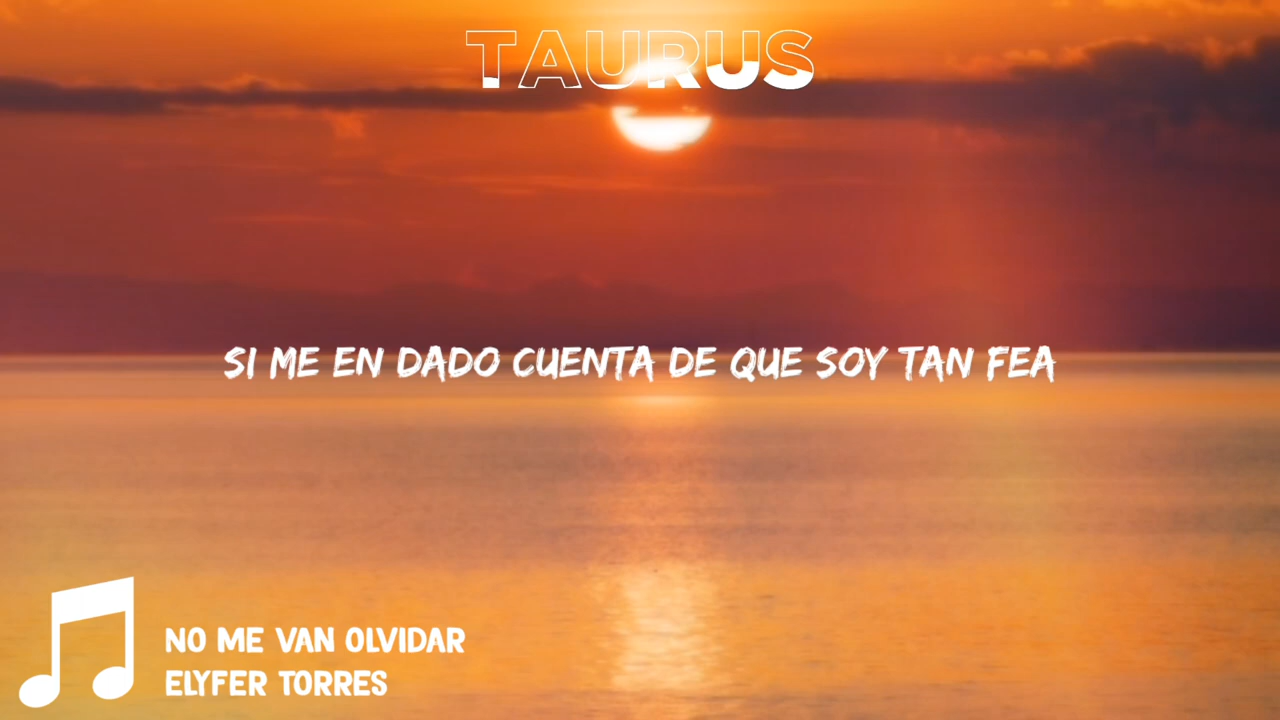 TAURUS
SI ME EN DADO CUENTA DE QUE SOY TAN FEA
NO ME VAN OLVIDAR
ELYFER TORRES